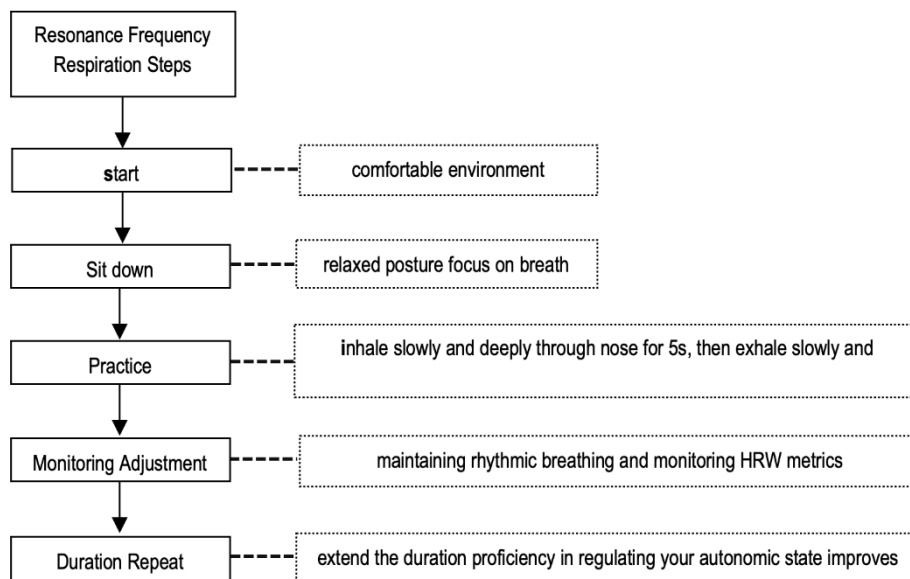 Resonance Frequency
Respiration Steps
start
comfortable environment
Sit down
relaxed posture focus on breath
Practice
inhale slowly and deeply through nose for 5s, then exhale slowly and
Monitoring Adjustment
maintaining rhythmic breathing and monitoring HRW metrics
Duration Repeat
extend the duration proficiency in regulating your autonomic state improves